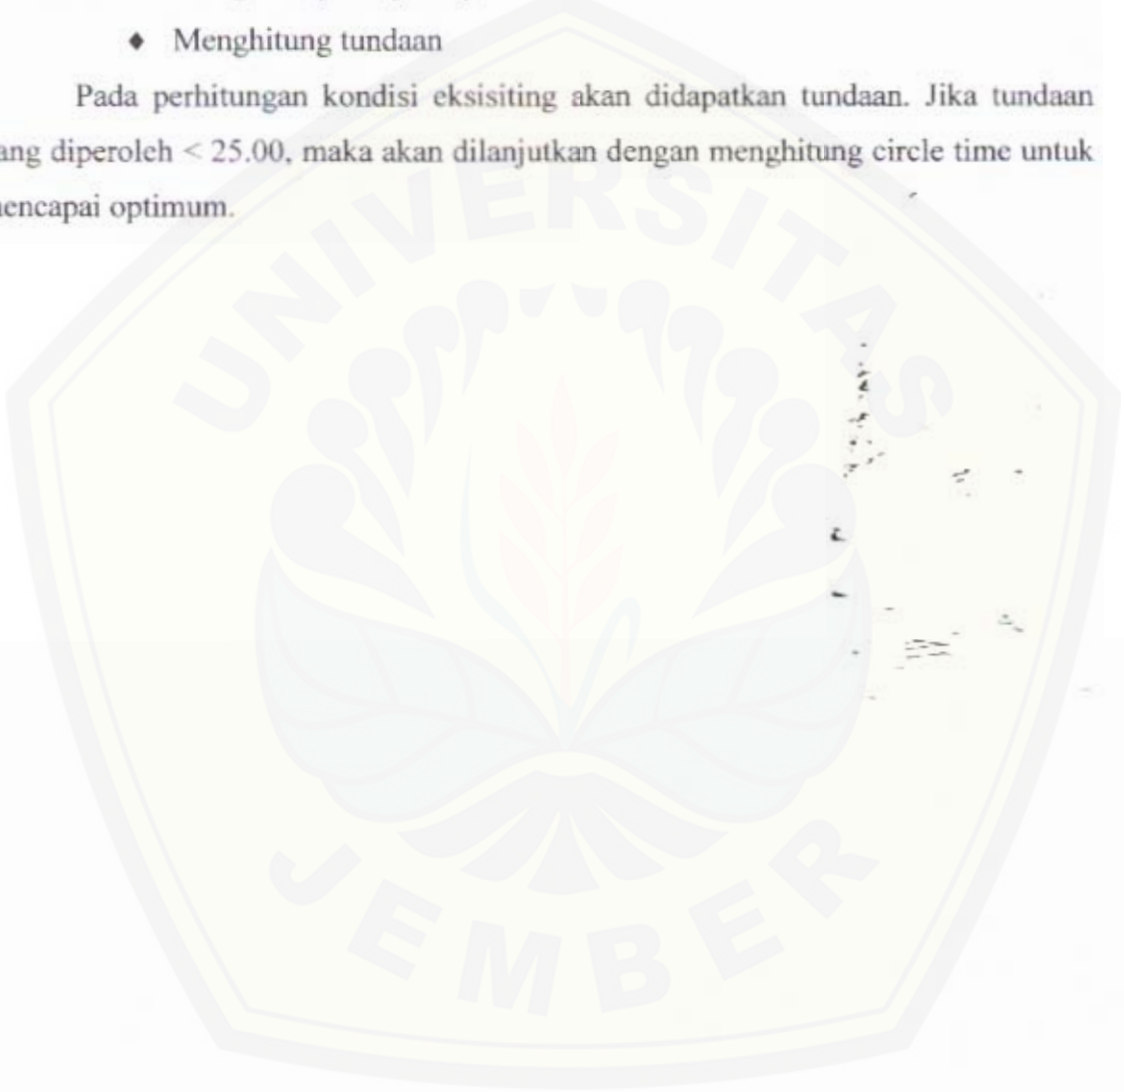 ♦ Menghitung tundaan
Pada perhitungan kondisi eksisiting akan didapatkan tundaan. Jika tundaan
ang diperoleh < 25.00, maka akan dilanjutkan dengan menghitung circle time untuk
encapai optimum.
UNIVERSITAS
JEMBER